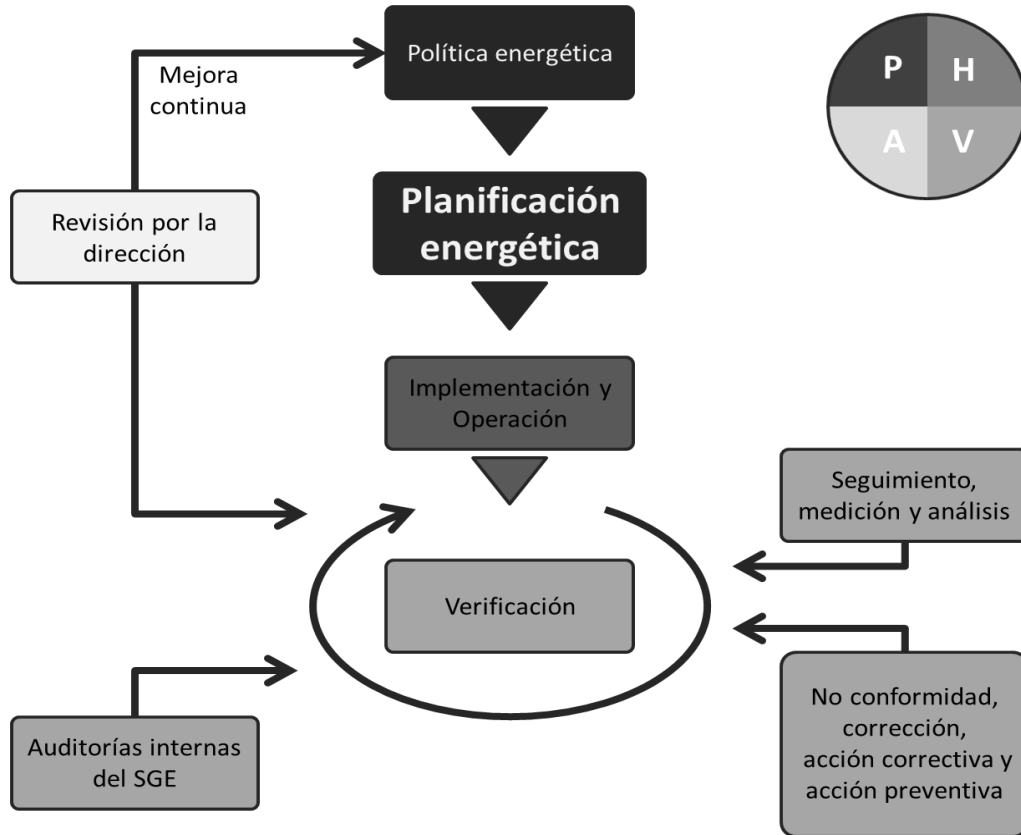 Política energética
P H
A V
Mejora
continua
Planificación
energética
Revisión por la
dirección
Implementación y
Operación
Seguimiento,
medición y análisis
Verificación
Auditorías internas
del SGE
No conformidad,
corrección,
acción correctiva y
acción preventiva